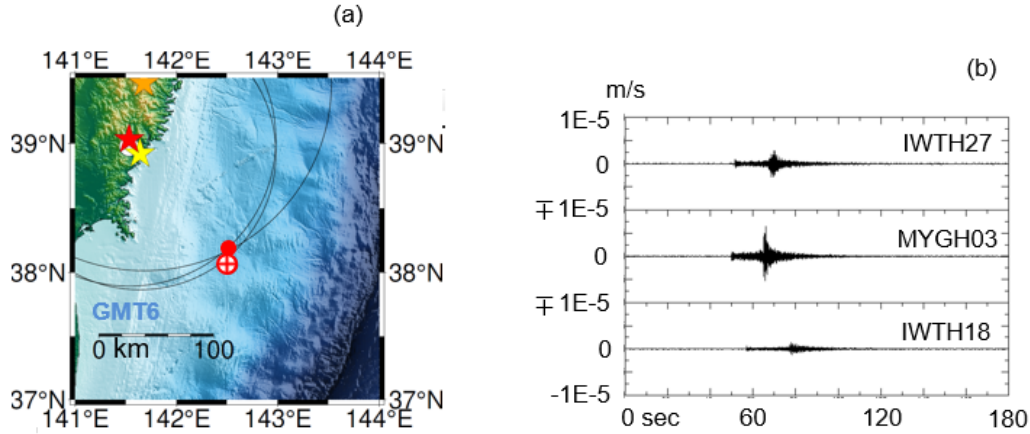 (a)
141°E 142°E 143°E 144°E
39°N 39°N
38°N 38°N
37°N 37°N
GMT6
0 km 100
141°E 142°E 143°E 144°E
(b)
m/s
1E-5
IWTH27
0
∓ 1E-5
MYGH03
0
∓ 1E-5
IWTH18
0
-1E-5
0 sec 60 120 180